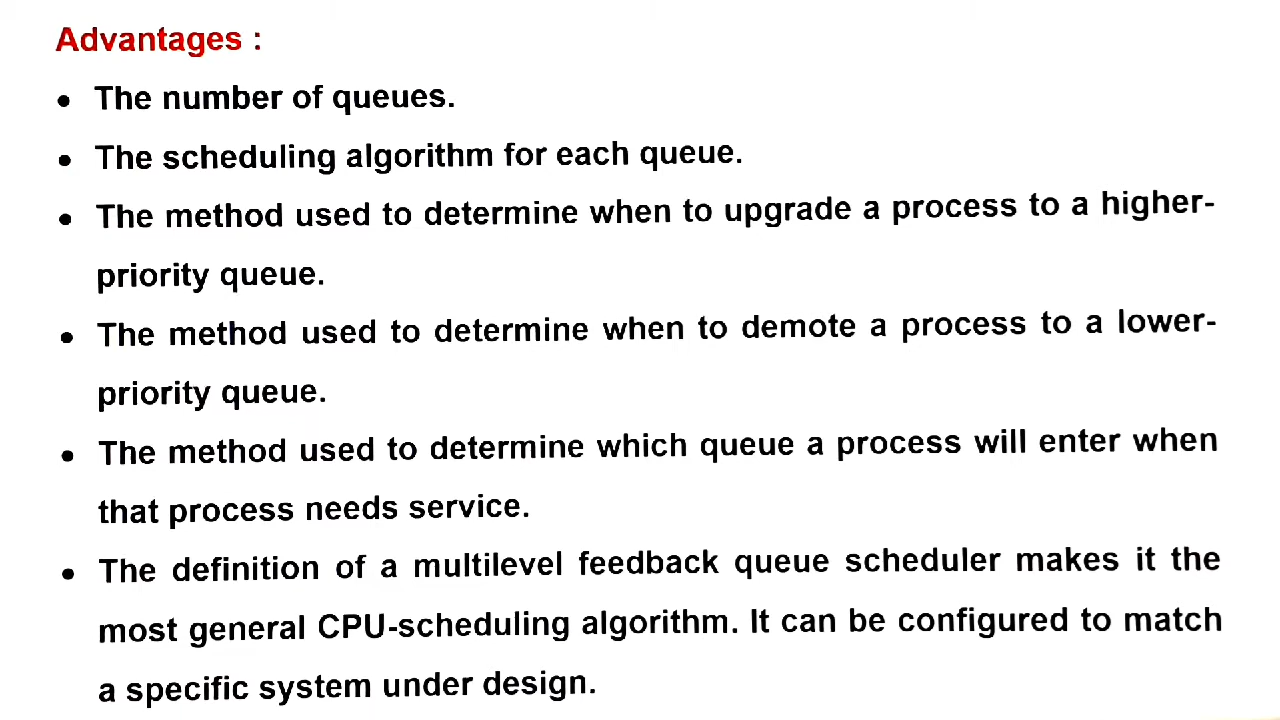 Advantages :
• The number of queues.
• The scheduling algorithm for each queue.
• The method used to determine when to upgrade a process to a higher-
priority queue.
• The method used to determine when to demote a process to a lower-
priority queue.
• The method used to determine which queue a process will enter when
that process needs service.
• The definition of a multilevel feedback queue scheduler makes it the
most general CPU-scheduling algorithm. It can be configured to match
a specific system under design.